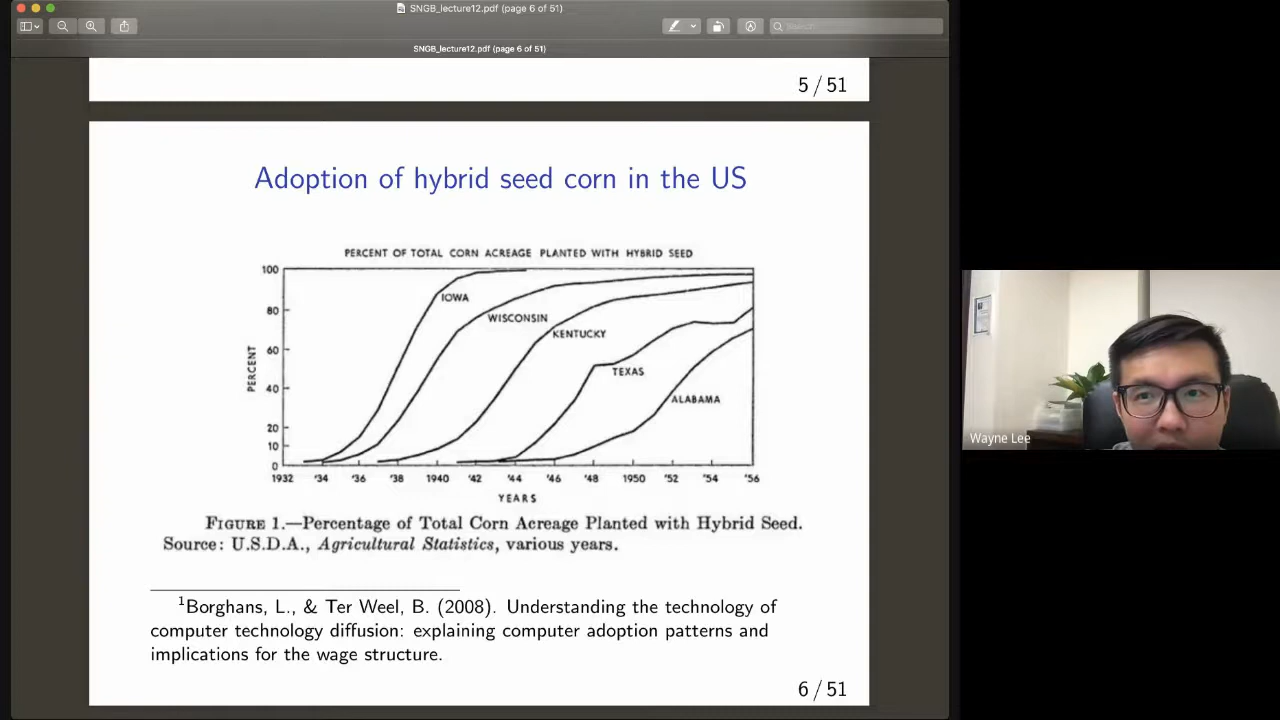 SNGB_lecture12.pdf (page 6 of 51)
Search
SNGB_lecture12.pdf (page 6 of 51)
5 / 51
Adoption of hybrid seed corn in the US
PERCENT OF TOTAL CORN ACREAGE PLANTED WITH HYBRID SEED
100
80
60
40
20
10
0
PERCENT
IOWA
WISCONSIN
KENTUCKY
TEXAS
ALABAMA
1932 '34 '36 '38 1940 '42 '44 '46 '48 1950 '52 '54 '56
YEARS
FIGURE 1.—Percentage of Total Corn Acreage Planted with Hybrid Seed.
Source: U.S.D.A., Agricultural Statistics, various years.
1Borghans, L., & Ter Weel, B. (2008). Understanding the technology of
computer technology diffusion: explaining computer adoption patterns and
implications for the wage structure.
6 / 51
Wayne Lee